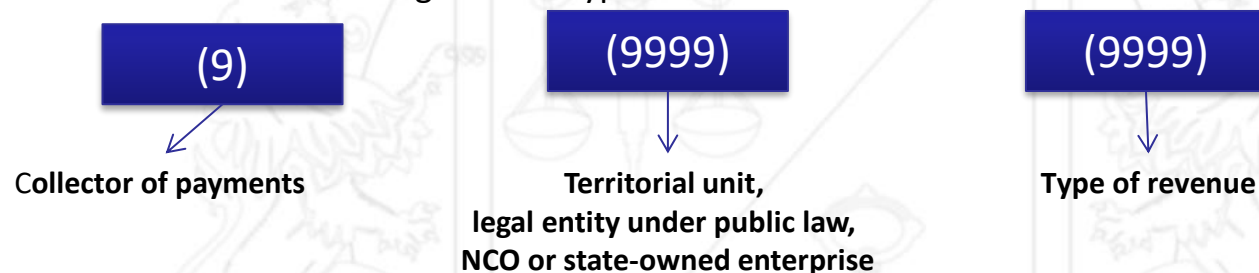 (9)
(9999)
(9999)
Collector of payments
Territorial unit,
legal entity under public law,
NCO or state-owned enterprise
Type of revenue